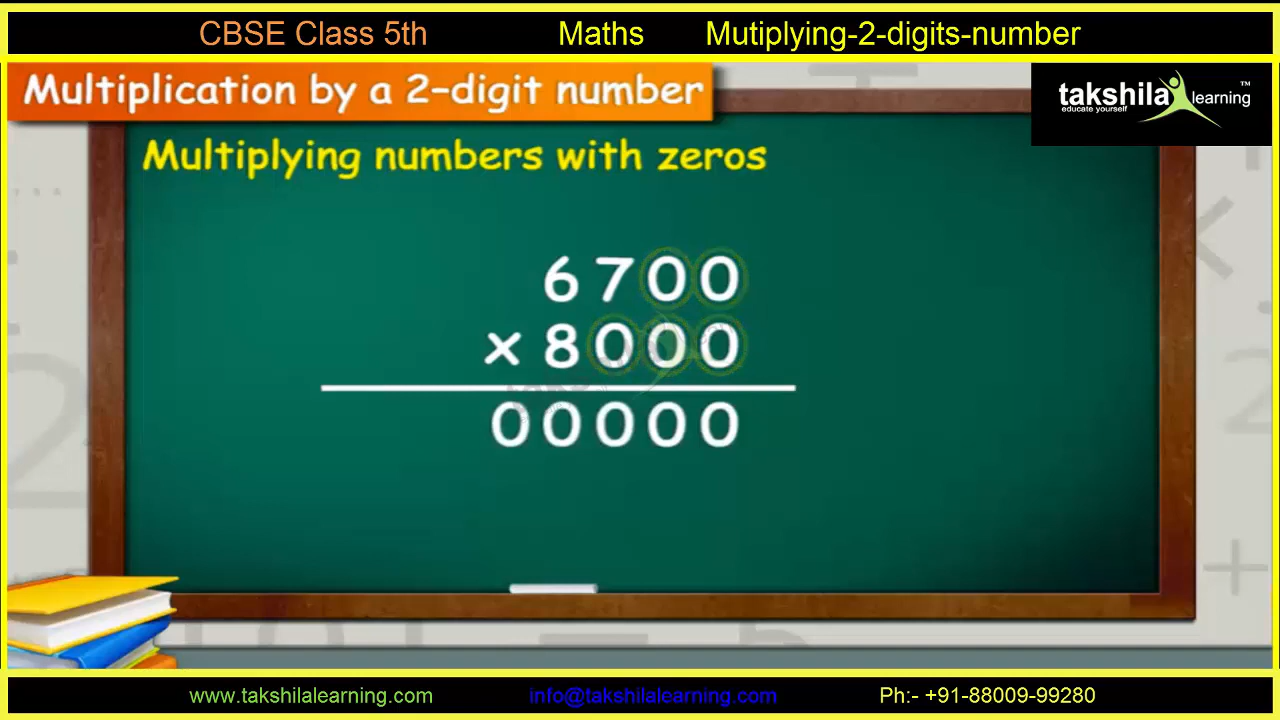 CBSE Class 5th Maths Mutiplying-2-digits-number
Multiplication by a 2-digit number
takshila learning ™
educate yourself
Multiplying numbers with zeros
6700
× 8000
00000
www.takshilalearning.com info@takshilalearning.com Ph:- +91-88009-99280